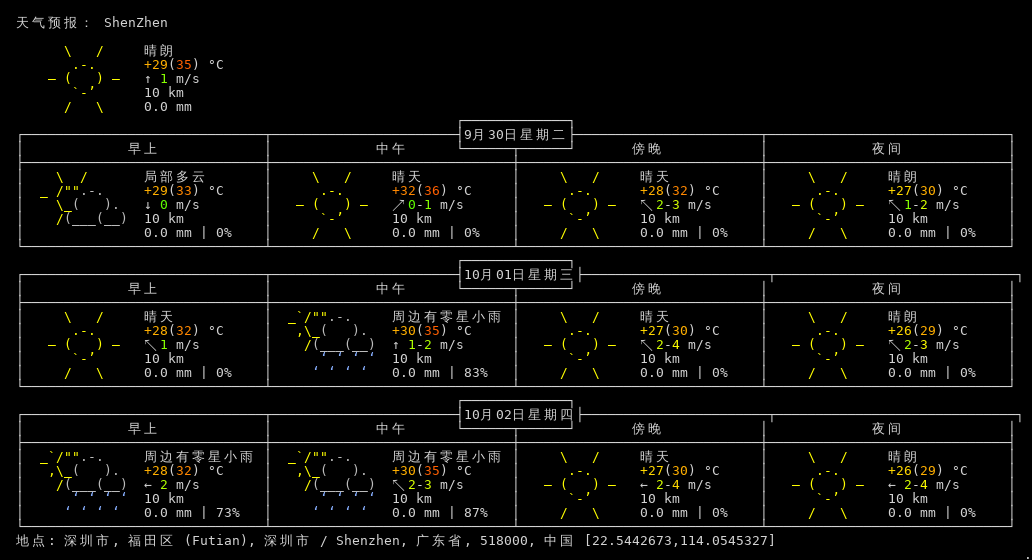 天气预报： ShenZhen
晴朗
+29(35) °C
↑ 1 m/s
10 km
0.0 mm
9月30日星期二
早上 中午 傍晚 夜间
局部多云 晴天 晴天 晴朗
+29(33) °C +32(36) °C +28(32) °C +27(30) °C
↓ 0 m/s ↗0-1 m/s ↖2-3 m/s ↖1-2 m/s
10 km 10 km 10 km 10 km
0.0 mm | 0% 0.0 mm | 0% 0.0 mm | 0% 0.0 mm | 0%
10月01日星期三
早上 中午 傍晚 夜间
晴天 周边有零星小雨 晴天 晴朗
+28(32) °C +30(35) °C +27(30) °C +26(29) °C
↖1 m/s ↑ 1-2 m/s ↖2-4 m/s ↖2-3 m/s
10 km 10 km 10 km 10 km
0.0 mm | 0% 0.0 mm | 83% 0.0 mm | 0% 0.0 mm | 0%
10月02日星期四
早上 中午 傍晚 夜间
周边有零星小雨 周边有零星小雨 晴天 晴朗
+28(32) °C +30(35) °C +27(30) °C +26(29) °C
← 2 m/s ↖2-3 m/s ← 2-4 m/s ← 2-4 m/s
10 km 10 km 10 km 10 km
0.0 mm | 73% 0.0 mm | 87% 0.0 mm | 0% 0.0 mm | 0%
地点: 深圳市, 福田区 (Futian), 深圳市 / Shenzhen, 广东省, 518000, 中国 [22.5442673,114.0545327]